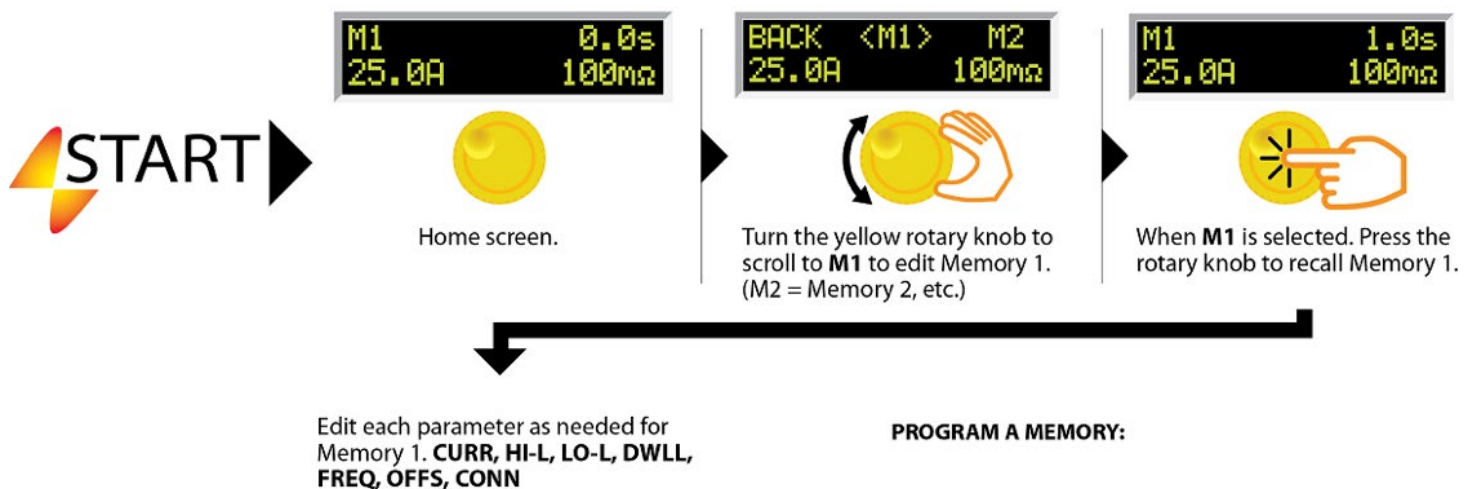 START
M1 0.0s
25.0A 100mΩ
Home screen.
BACK <M1> M2
25.0A 100mΩ
Turn the yellow rotary knob to
scroll to M1 to edit Memory 1.
(M2 = Memory 2, etc.)
M1 1.0s
25.0A 100mΩ
When M1 is selected. Press the
rotary knob to recall Memory 1.
Edit each parameter as needed for
Memory 1. CURR, HI-L, LO-L, DWLL,
FREQ, OFFS, CONN
PROGRAM A MEMORY: